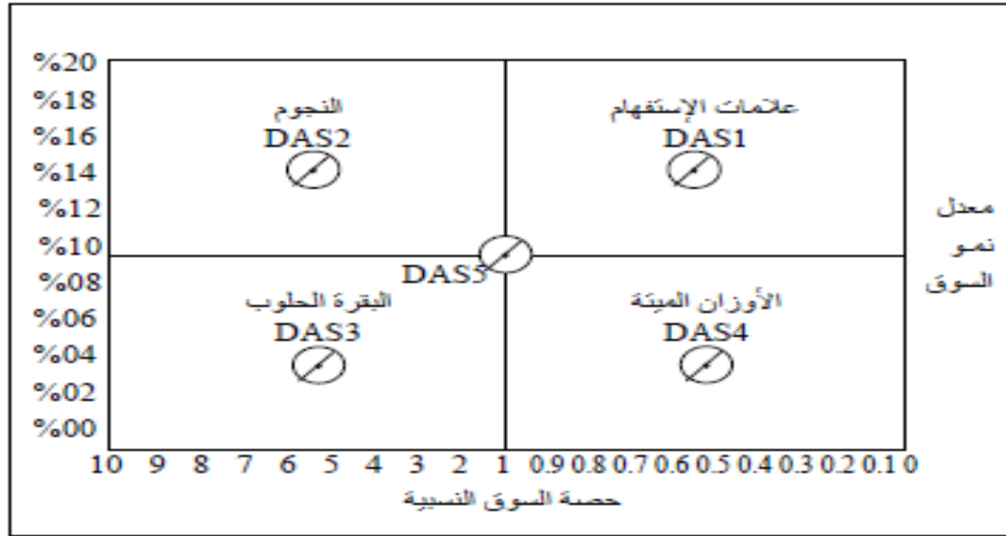 %20
%18
%16
%14
%12
%10
%08
%06
%04
%02
%00
علامات الإستفهام
DAS1
النجوم
DAS2
معدل
نمو
السوق
DAS5
الأوزان الميتة
DAS4
البقرة الحلوب
DAS3
10 9 8 7 6 5 4 3 2 1 0.9 0.8 0.7 0.6 0.5 0.4 0.3 0.2 0.1 0
حصة السوق النسبية